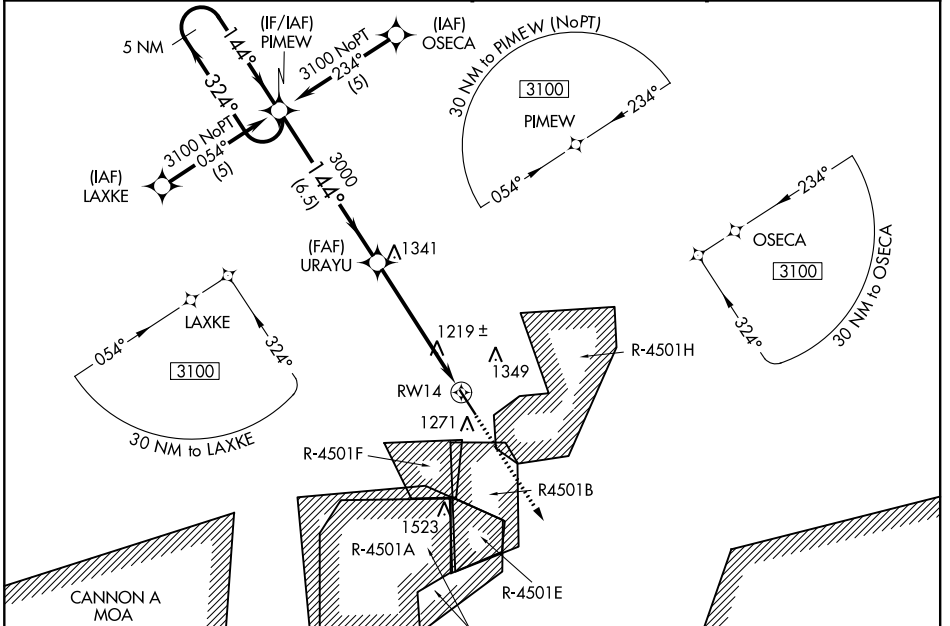 5 NM
144°
324°
(IF/IAF)
PIMEW
3100 NoPT
234°
(5)
(IAF)
OSECA
3100 NoPT
054°
(5)
(IAF)
LAXKE
3000
144°
(6.5)
(FAF)
URAYU
1341
30 NM to PIMEW (NoPT)
3100
PIMEW
234°
054°
234°
OSECA
3100
324°
30 NM to OSECA
LAXKE
054°
324°
3100
30 NM to LAXKE
1219 ±
1349
R-4501H
RW14
1271
R-4501F
R4501B
1523
R-4501A
R-4501E
CANNON A
MOA